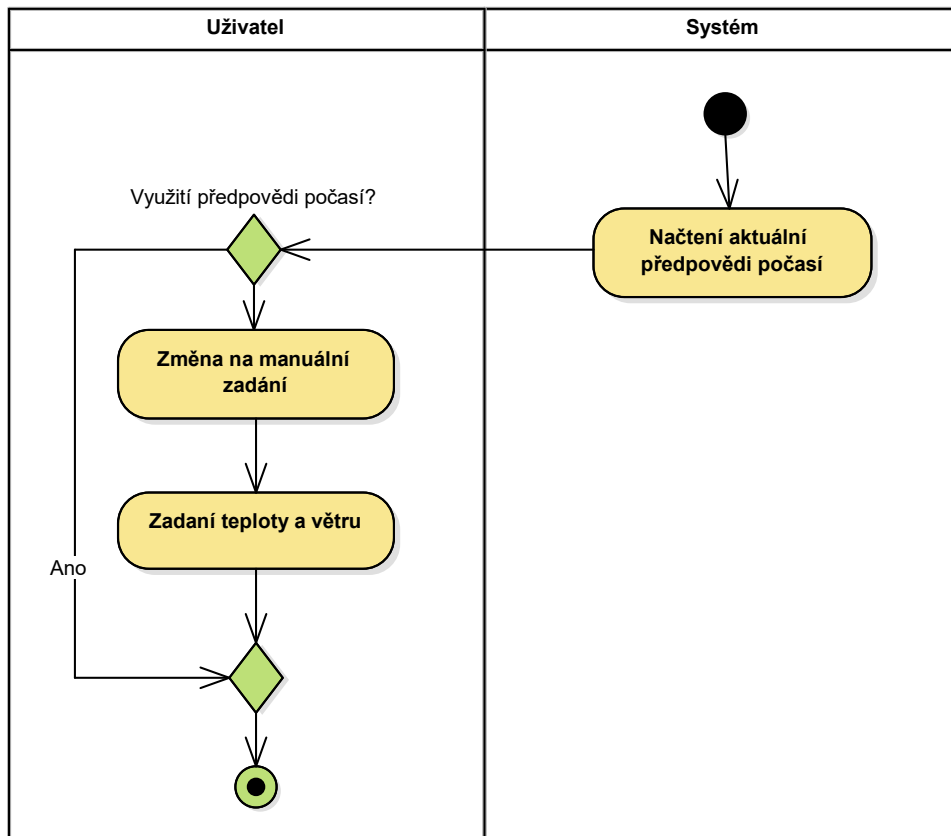 Uživatel
Systém
Využití předpovědi počasí?
Načtení aktuální
předpovědi počasí
Změna na manuální
zadání
Zadaní teploty a větru
Ano